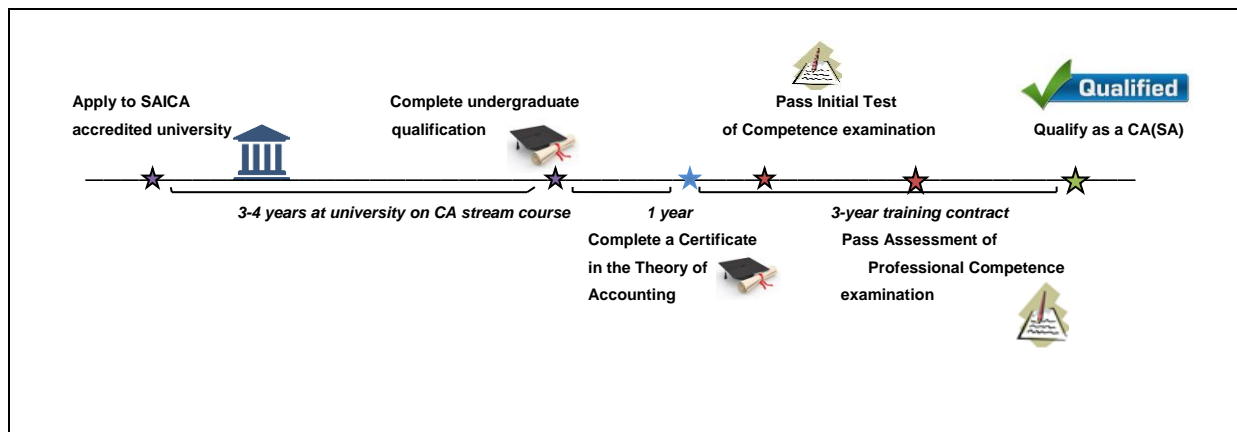 Apply to SAICA
accredited university
Complete undergraduate
qualification
Pass Initial Test
of Competence examination
Qualified
Qualify as a CA(SA)
3-4 years at university on CA stream course
1 year
Complete a Certificate
in the Theory of
Accounting
3-year training contract
Pass Assessment of
Professional Competence
examination